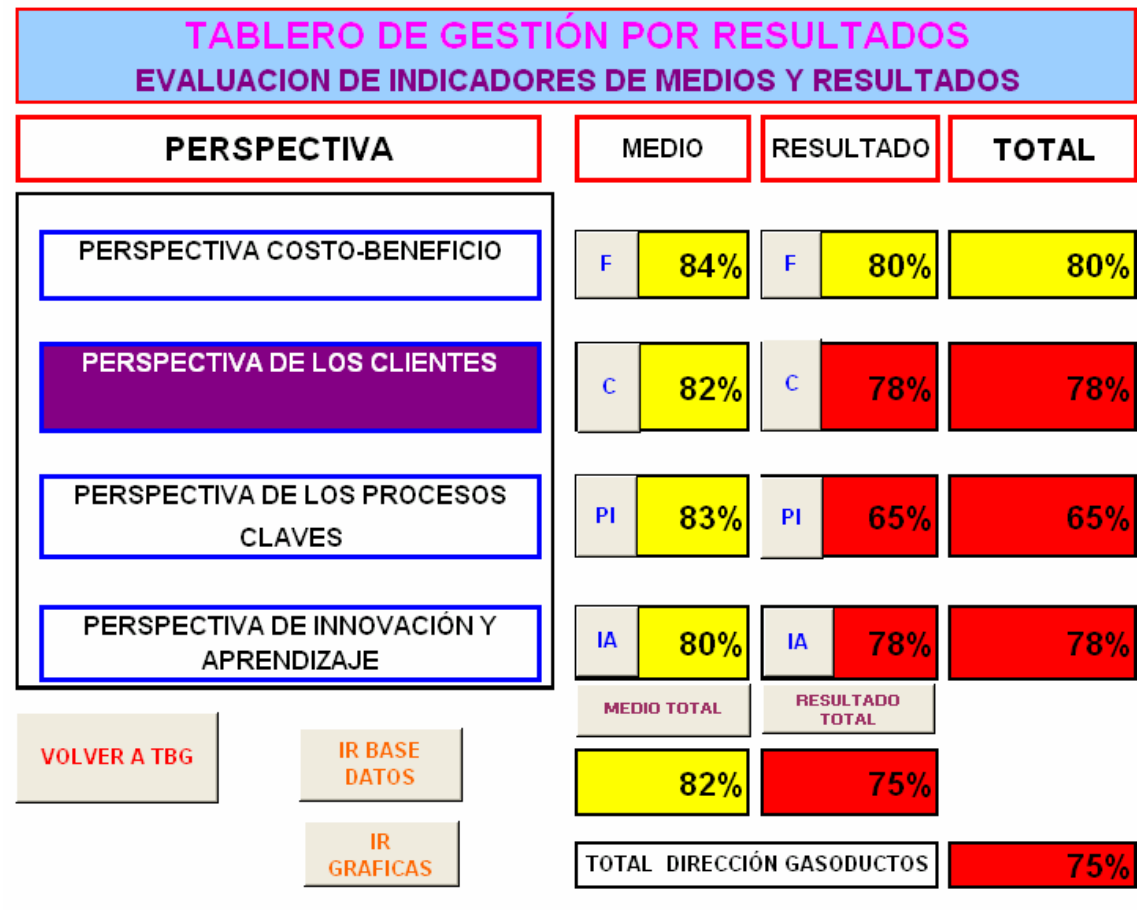 TABLERO DE GESTIÓN POR RESULTADOS
EVALUACION DE INDICADORES DE MEDIOS Y RESULTADOS
PERSPECTIVA MEDIO RESULTADO TOTAL
PERSPECTIVA COSTO-BENEFICIO F 84% F 80% 80%
PERSPECTIVA DE LOS CLIENTES C 82% C 78% 78%
PERSPECTIVA DE LOS PROCESOS
CLAVES
PI 83% PI 65% 65%
PERSPECTIVA DE INNOVACIÓN Y
APRENDIZAJE
IA 80% IA 78% 78%
MEDIO TOTAL
RESULTADO
TOTAL
VOLVER A TBG
IR BASE
DATOS
82% 75%
IR
GRAFICAS
TOTAL DIRECCIÓN GASODUCTOS 75%